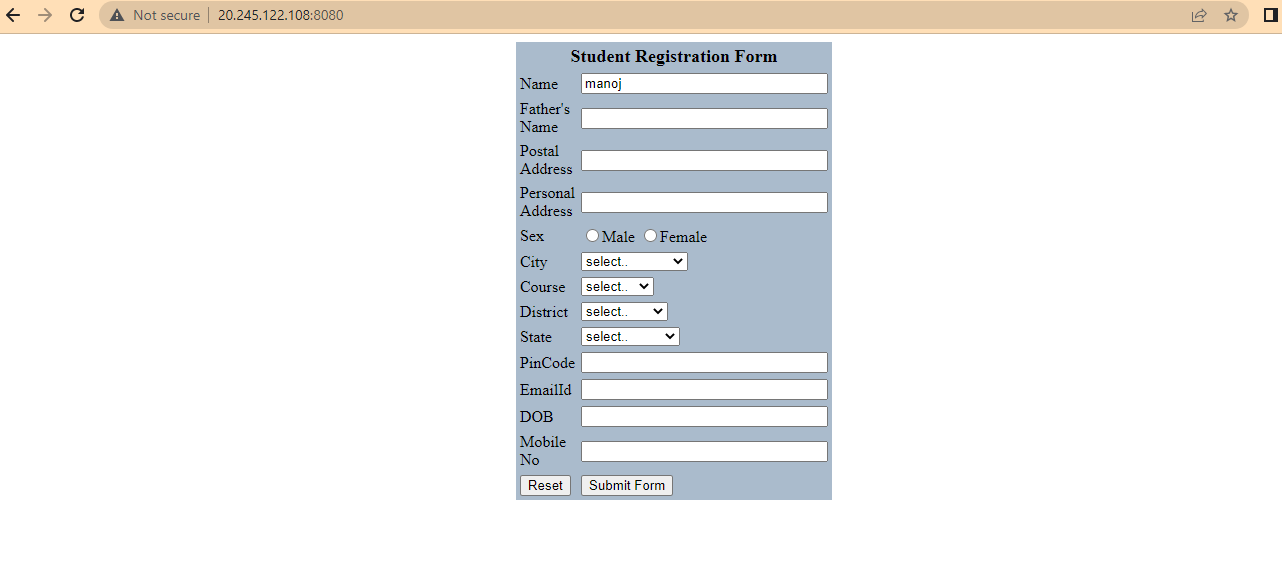 Not secure | 20.245.122.108:8080
Student Registration Form
Name manoj
Father's
Name
Postal
Address
Personal
Address
Sex Male Female
City select..
Course select..
District select..
State select..
PinCode
EmailId
DOB
Mobile
No
Reset Submit Form